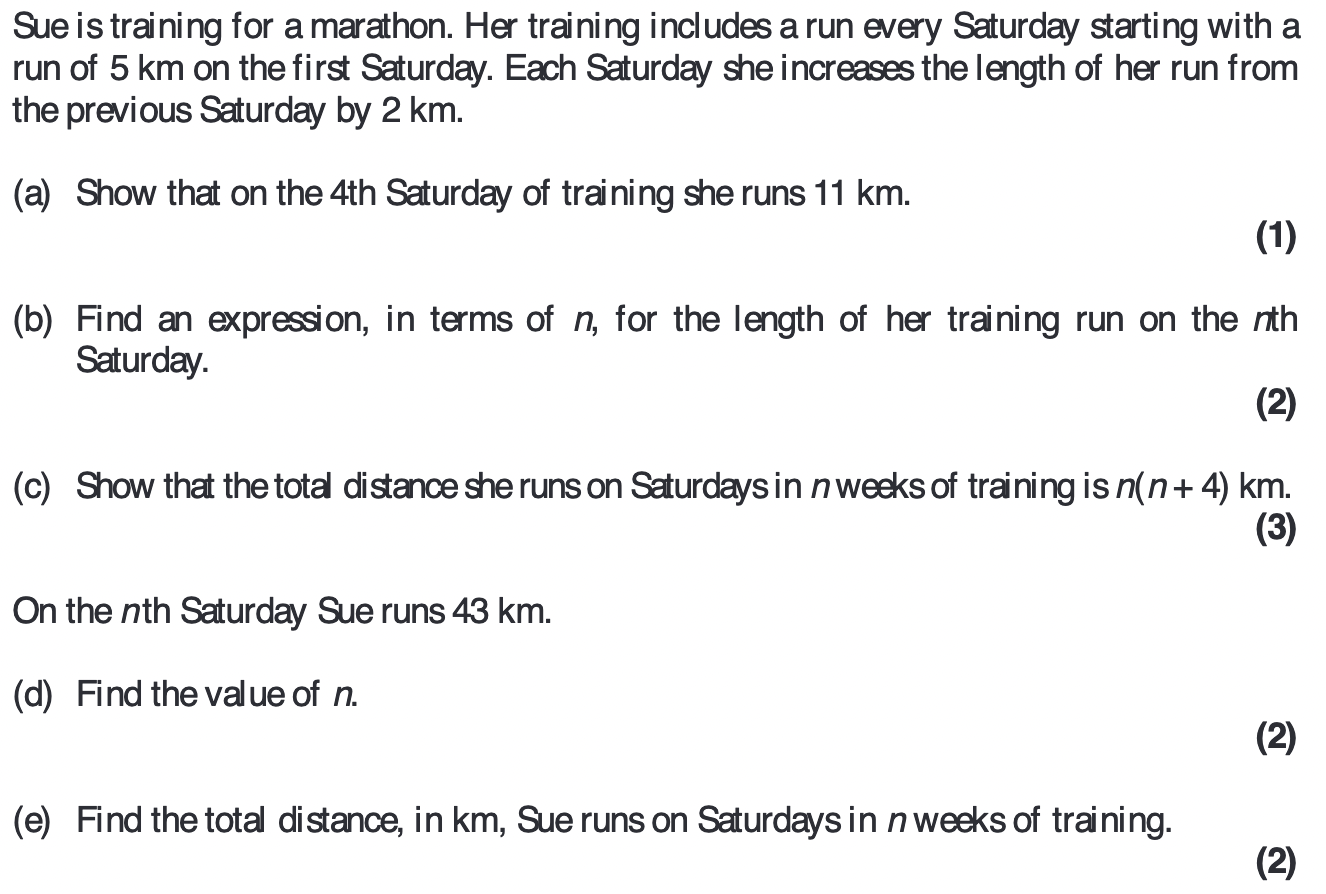 Sue is training for a marathon. Her training includes a run every Saturday starting with a
run of 5 km on the first Saturday. Each Saturday she increases the length of her run from
the previous Saturday by 2 km.
(a) Show that on the 4th Saturday of training she runs 11 km.
(1)
(b) Find an expression, in terms of n, for the length of her training run on the nth
Saturday.
(2)
(c) Show that the total distance she runs on Saturdays in n weeks of training is n(n + 4) km.
(3)
On the nth Saturday Sue runs 43 km.
(d) Find the value of n.
(2)
(e) Find the total distance, in km, Sue runs on Saturdays in n weeks of training.
(2)